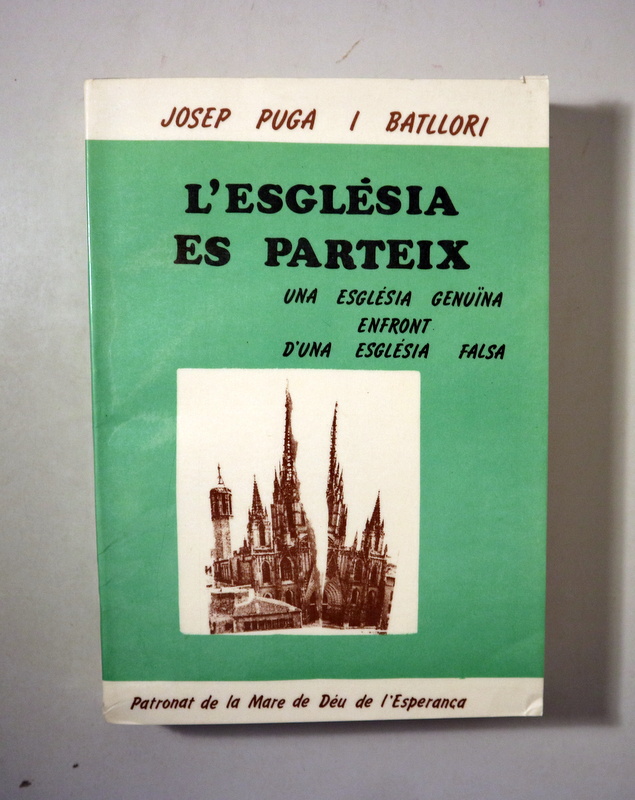 JOSEP PUGA I BATLLORI
L'ESGLÉSIA
ES PARTEIX
UNA ESGLÉSIA GENUÏNA
ENFRONT
D'UNA ESGLÉSIA FALSA
Patronat de la Mare de Déu de l'Esperança